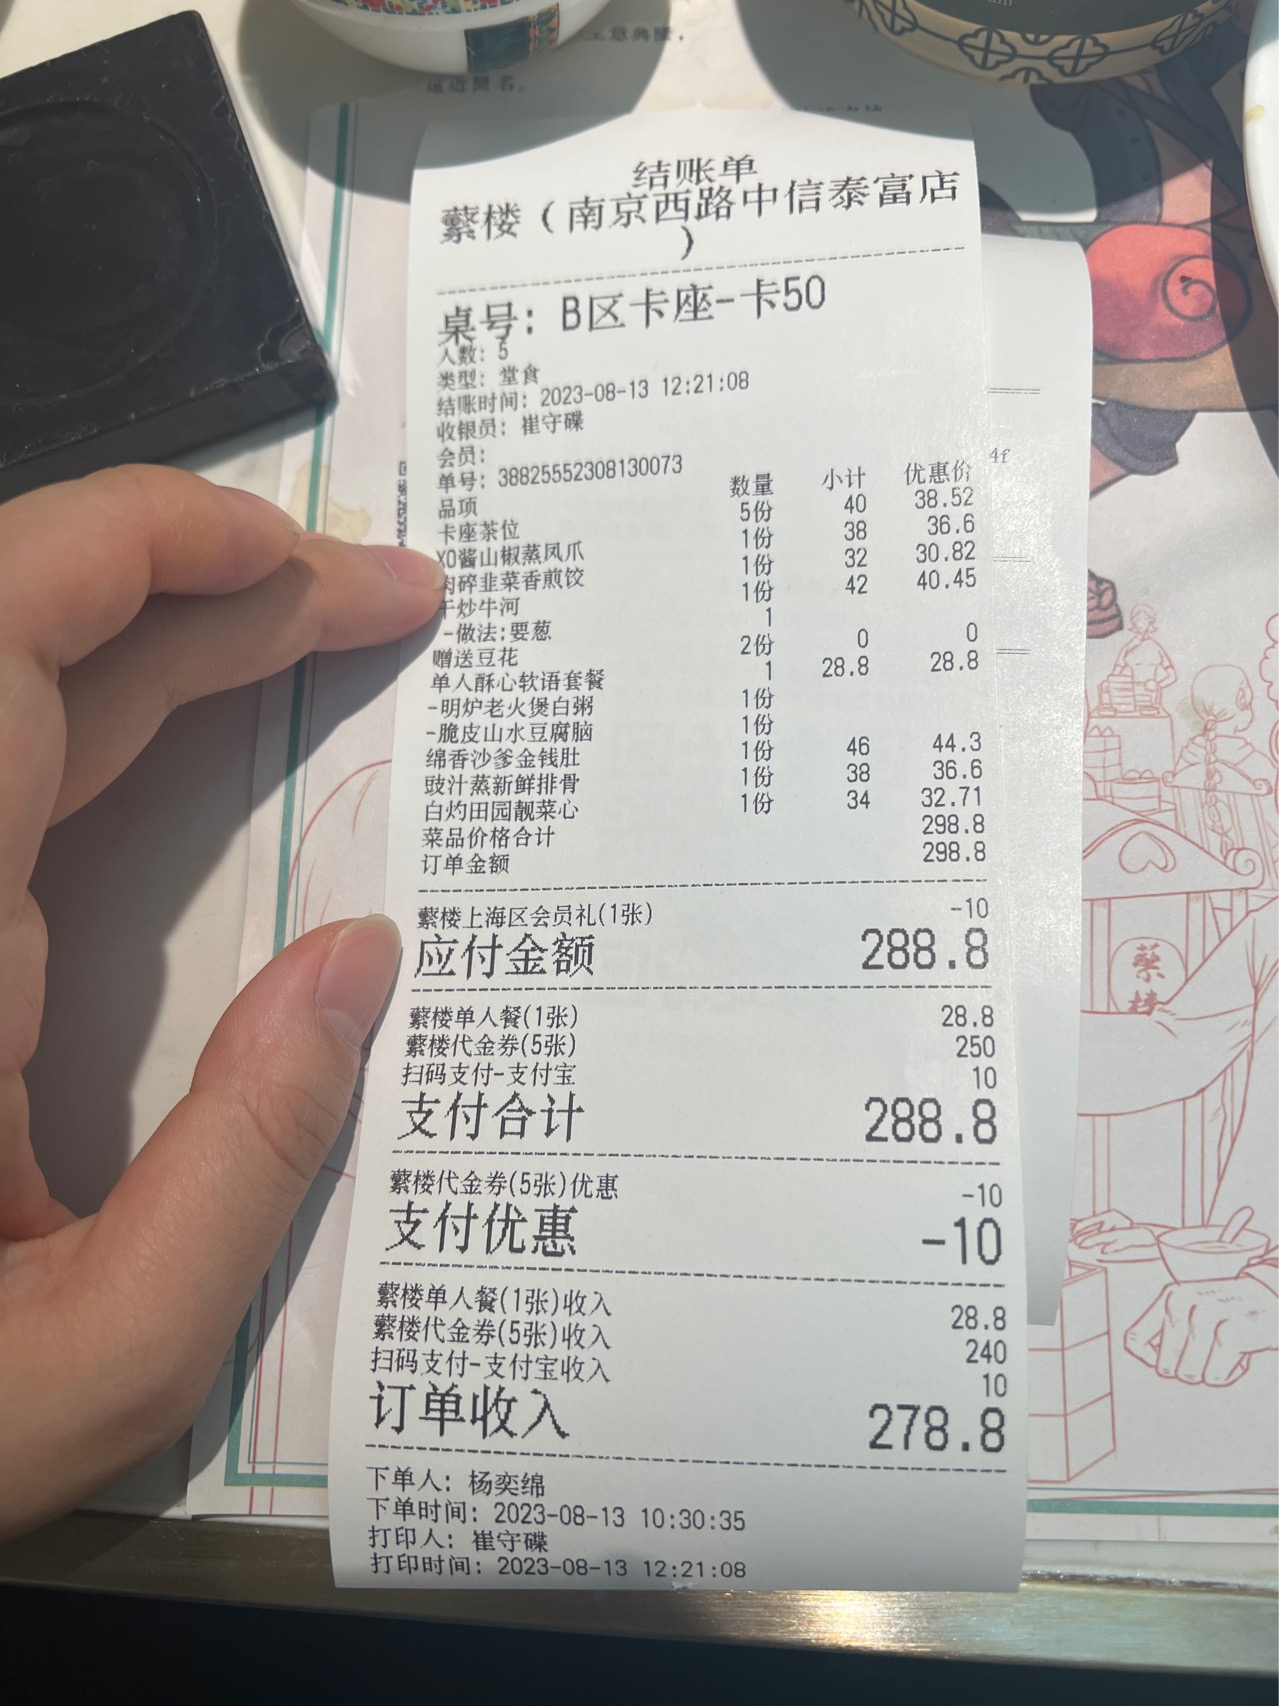 结账单
蘩楼（南京西路中信泰富店
）
桌号: B区卡座-卡50
人数: 5
类型: 堂食
结账时间: 2023-08-13 12:21:08
收银员: 崔守碟
会员:
单号: 38825552308130073
品项 数量 小计 优惠价
卡座茶位 5份 40 38.52
XO酱山椒蒸凤爪 1份 38 36.6
肉碎韭菜香煎饺 1份 32 30.82
干炒牛河 1份 42 40.45
-做法:要葱 1
赠送豆花 2份 0 0
单人酥心软语套餐 1 28.8 28.8
-明炉老火煲白粥 1份
-脆皮山水豆腐脑 1份
绵香沙爹金钱肚 1份 46 44.3
豉汁蒸新鲜排骨 1份 38 36.6
白灼田园靓菜心 1份 34 32.71
菜品价格合计 298.8
订单金额 298.8
蘩楼上海区会员礼(1张) -10
应付金额 288.8
蘩楼单人餐(1张) 28.8
蘩楼代金券(5张) 250
扫码支付-支付宝 10
支付合计 288.8
蘩楼代金券(5张)优惠 -10
支付优惠 -10
蘩楼单人餐(1张)收入 28.8
蘩楼代金券(5张)收入 240
扫码支付-支付宝收入 10
订单收入 278.8
下单人: 杨奕绵
下单时间: 2023-08-13 10:30:35
打印人: 崔守碟
打印时间: 2023-08-13 12:21:08
4f